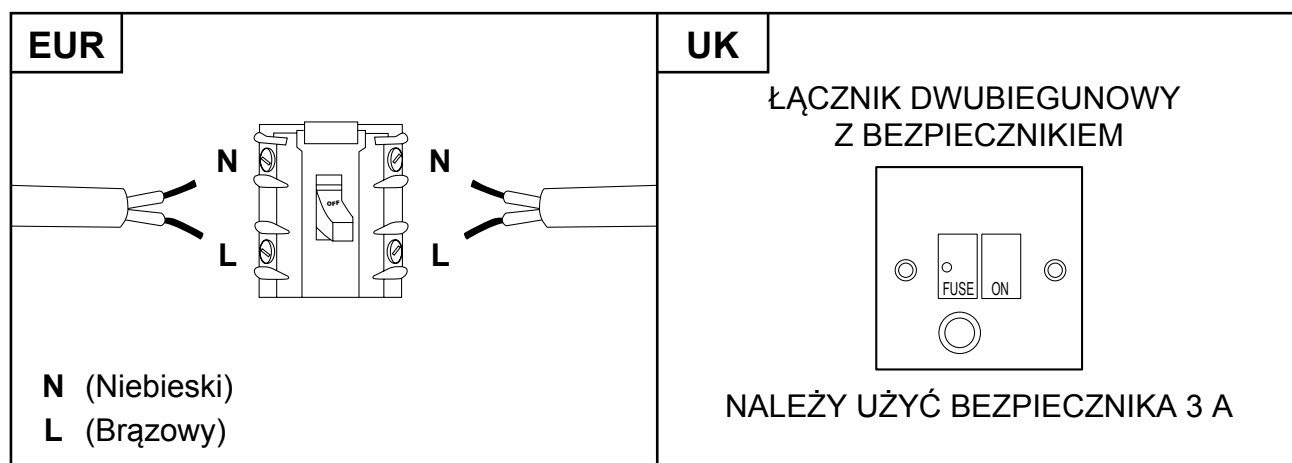 EUR
N
N
OFF
L
L
N (Niebieski)
L (Brązowy)
UK
ŁĄCZNIK DWUBIEGUNOWY
Z BEZPIECZNIKIEM
FUSE ON
NALEŻY UŻYĆ BEZPIECZNIKA 3 A